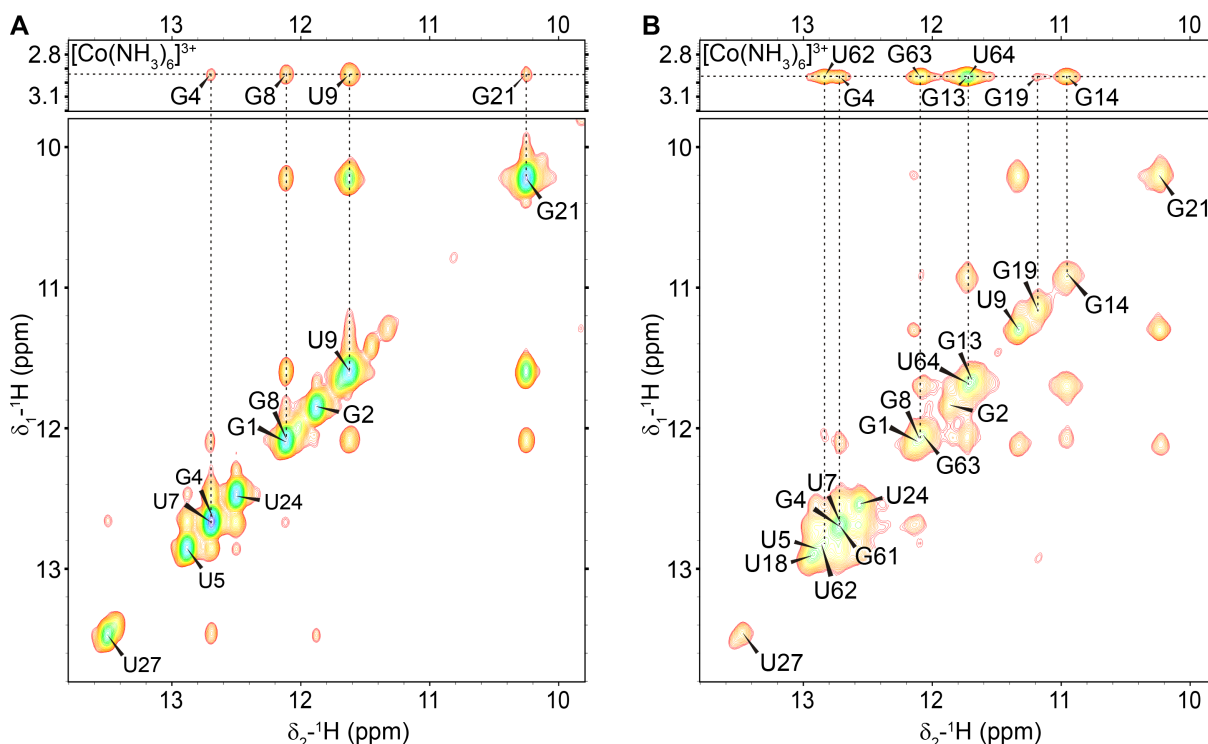 A
13 12 11 10
2.8
3.1
[Co(NH3)6]3+
G4 G8 U9 G21
10
11
12
13
δ1-1H (ppm)
G21
U9
G8
G1
G2
G4
U7
U24
U5
U27
13 12 11 10
δ2-1H (ppm)
B
13 12 11 10
2.8
3.1
[Co(NH3)6]3+
U62 G63 U64
G4 G13 G19 G14
10
11
12
13
δ1-1H (ppm)
G21
G19
U9
G14
G13
U64
G8
G2
G1
G63
U7
G4
U24
U5
G61
U18
U62
U27
13 12 11 10
δ2-1H (ppm)